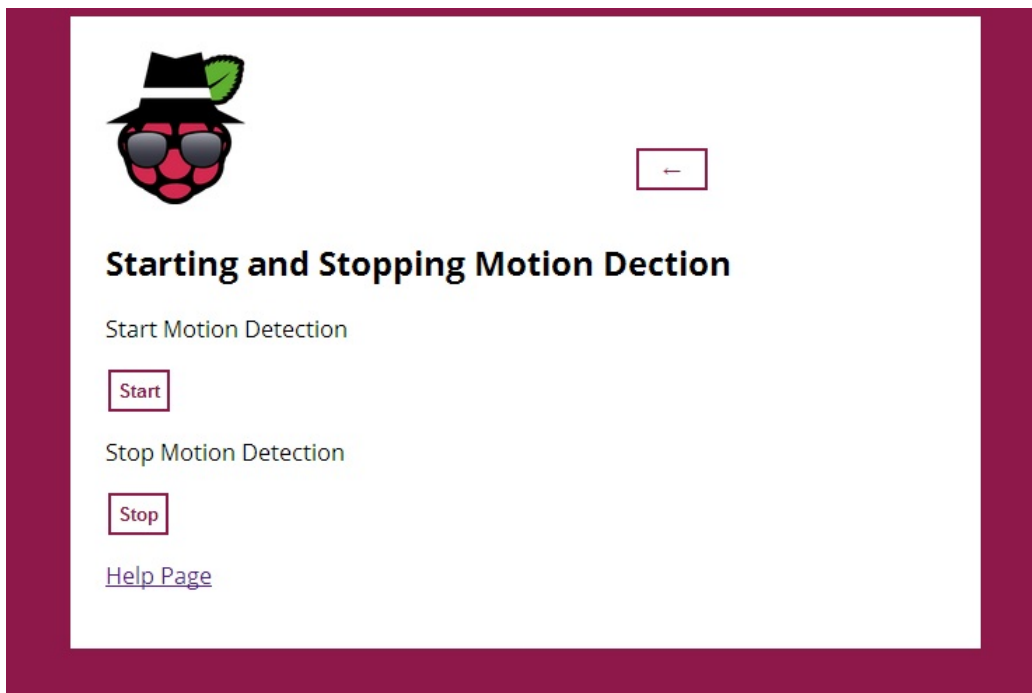 ←
Starting and Stopping Motion Dection
Start Motion Detection
Start
Stop Motion Detection
Stop
Help Page